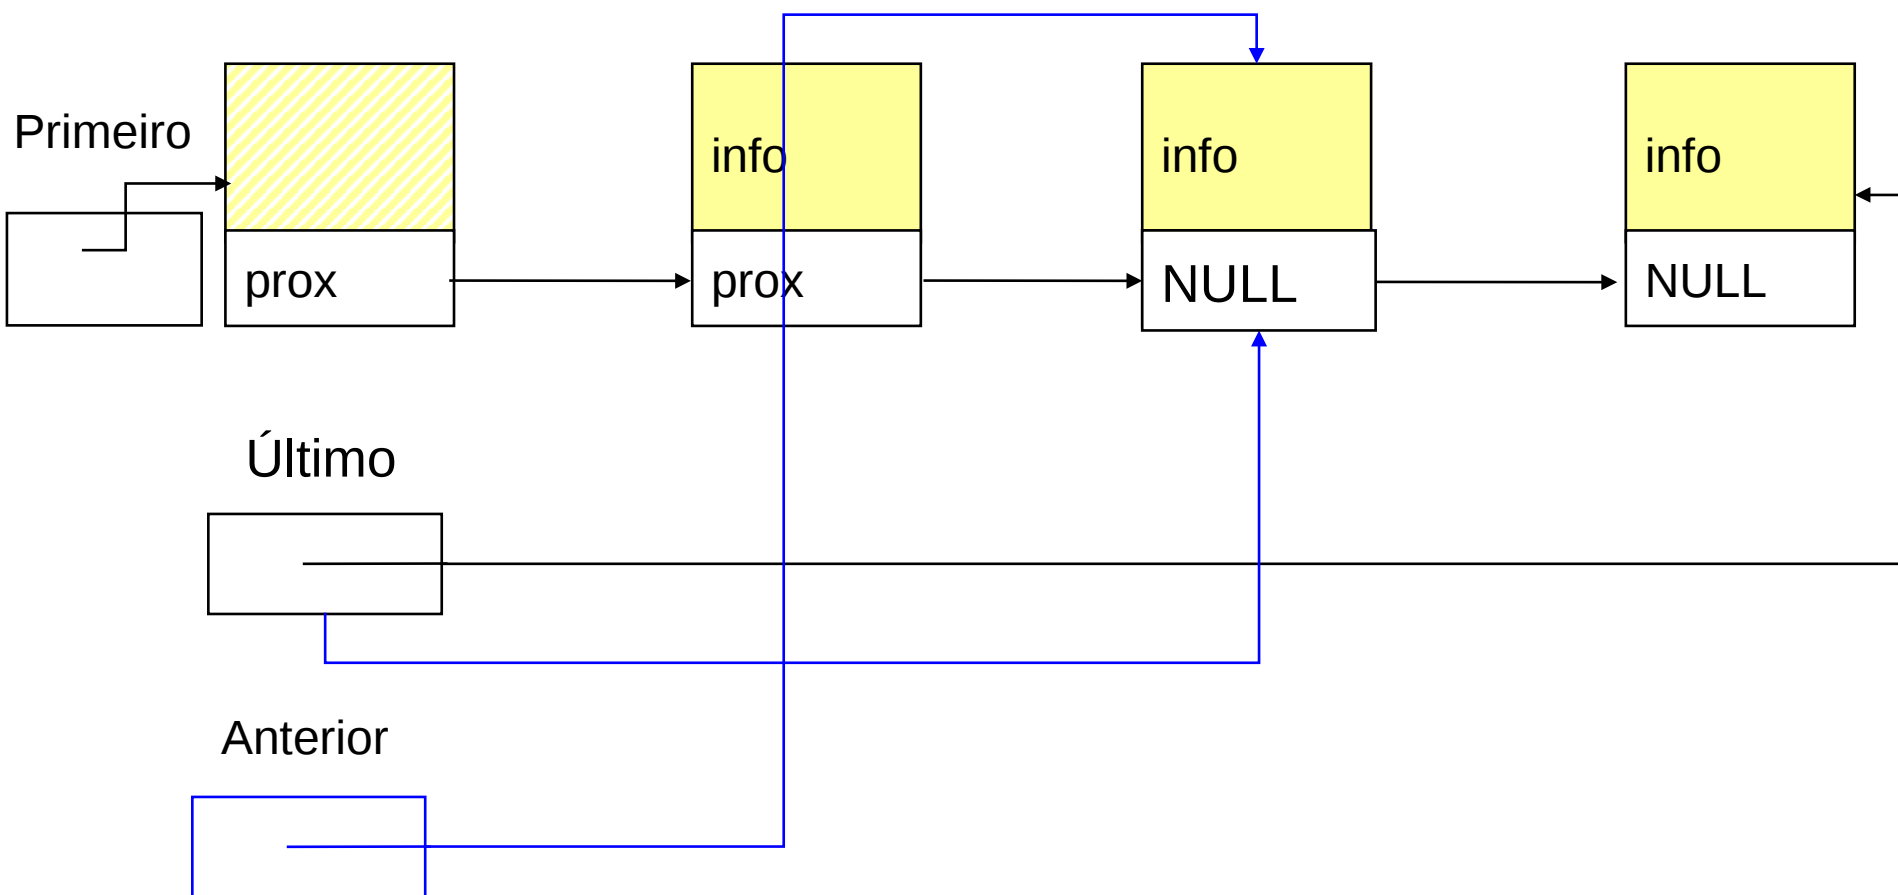 Primeiro
info
info
info
prox
prox
NULL
NULL
Último
Anterior